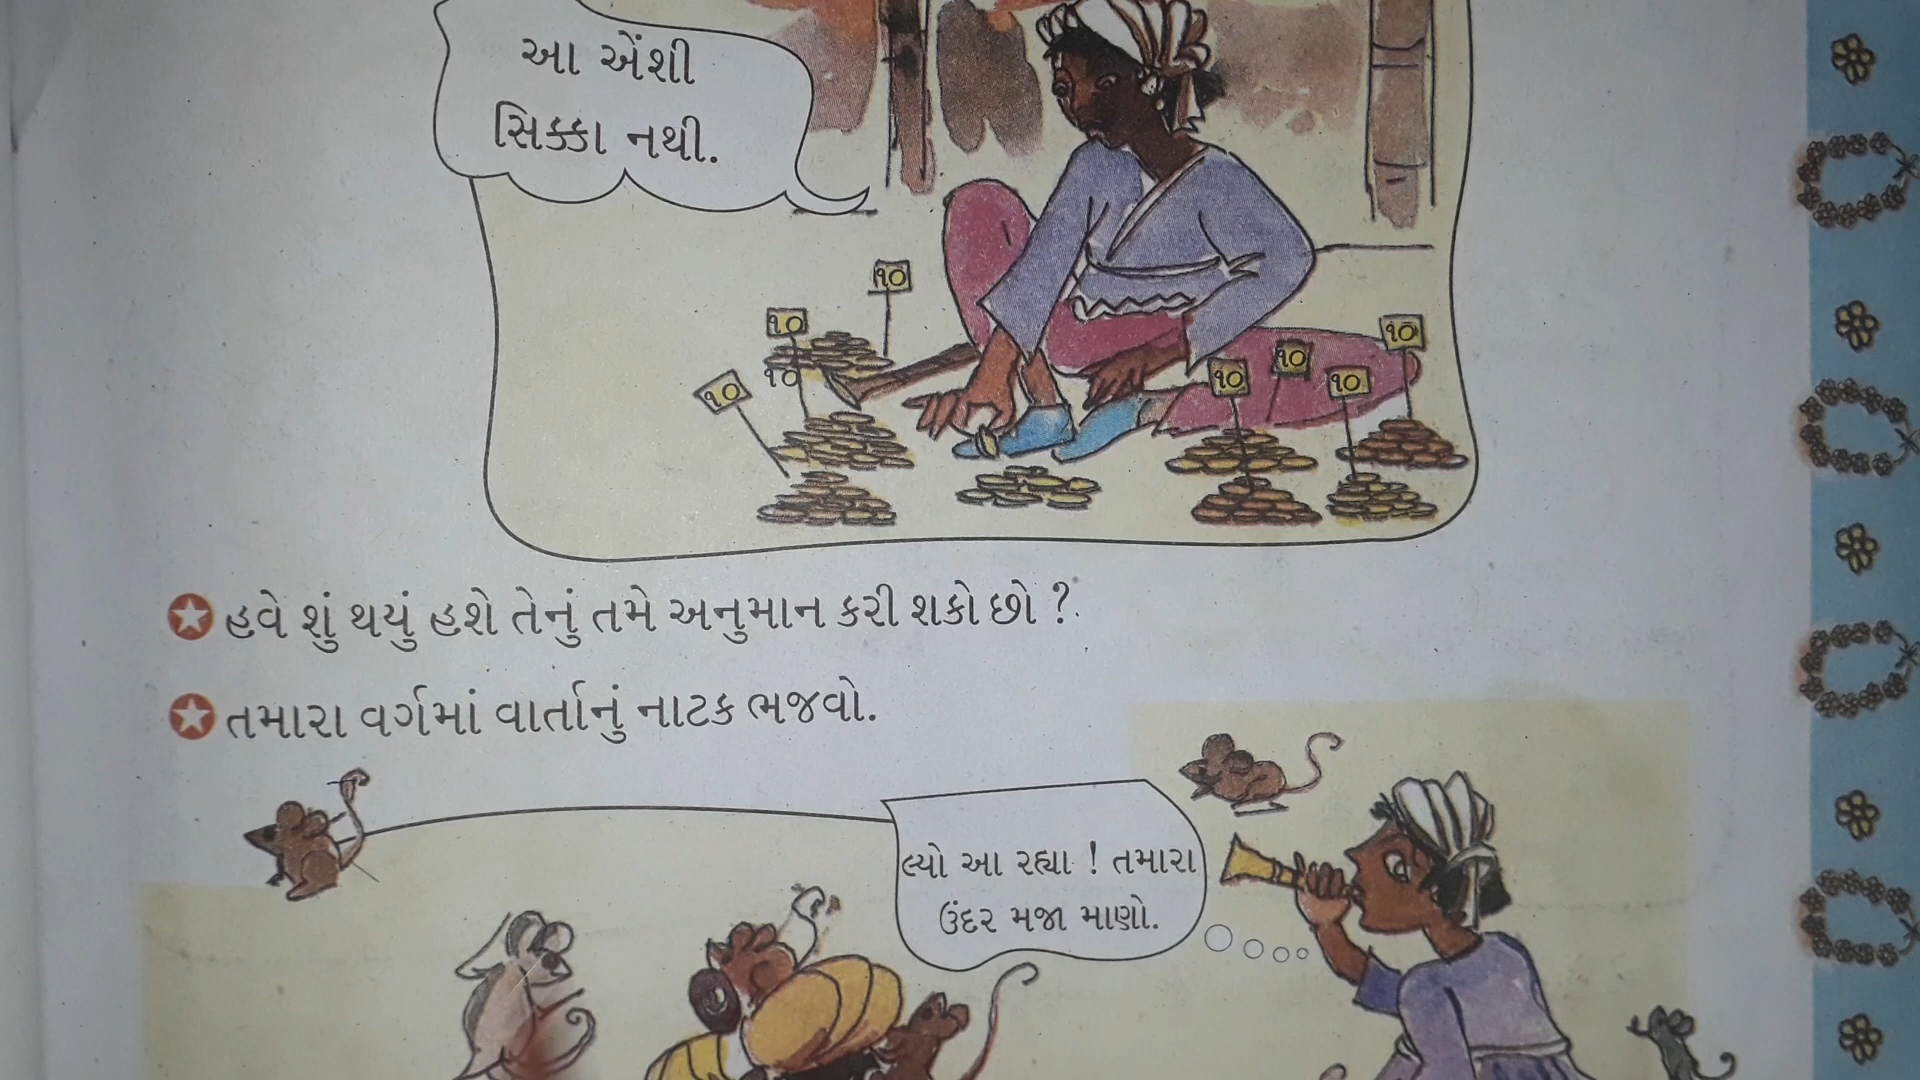 આ એંશી
સિક્કા નથી.
૧૦
૧૦
૧૦
૧૦
૧૦
૧૦
૧૦
૧૦
હવે શું થયું હશે તેનું તમે અનુમાન કરી શકો છો ?
તમારા વર્ગમાં વાર્તાનું નાટક ભજવો.
લ્યો આ રહ્યા ! તમારા
ઉંદર મજા માણો.